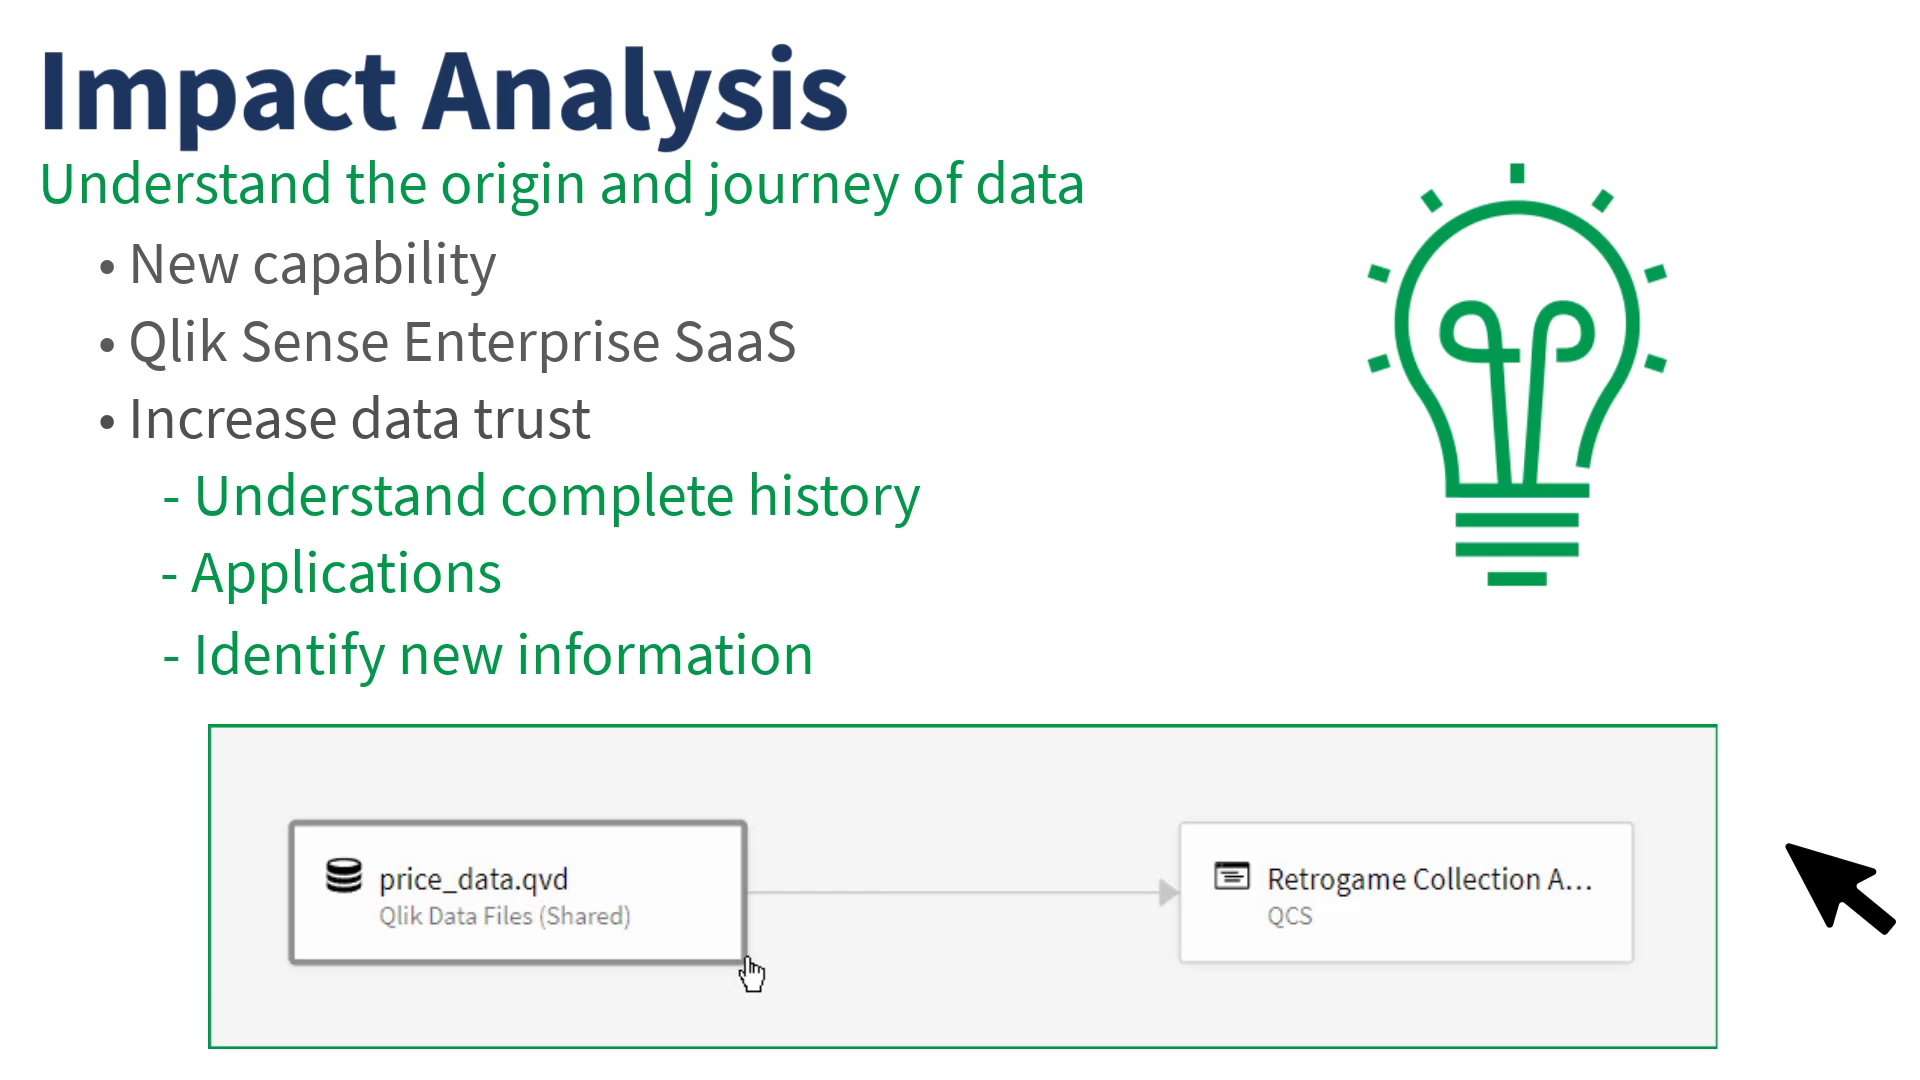 Impact Analysis
Understand the origin and journey of data
• New capability
• Qlik Sense Enterprise SaaS
• Increase data trust
- Understand complete history
- Applications
- Identify new information
price_data.qvd
Qlik Data Files (Shared)
Retrogame Collection A...
QCS